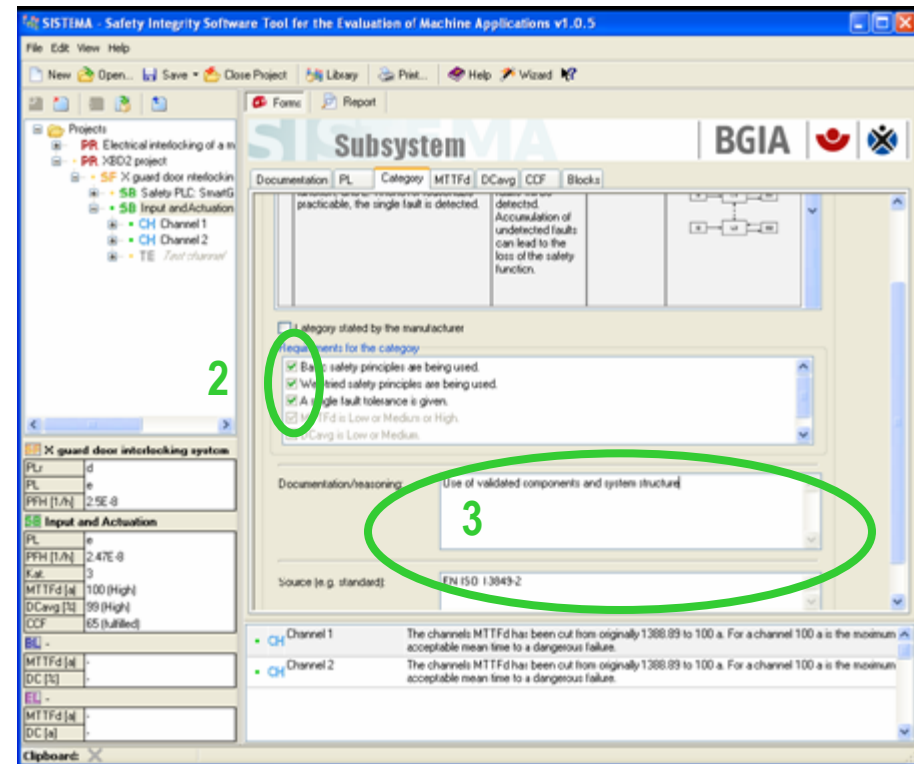 SISTEMA - Safety Integrity Software Tool for the Evaluation of Machine Applications v1.0.5
File Edit View Help
New Open... Save Close Project Library Print... Help Wizard
Forms Report
Projects
PR Electrical interlocking of a m
PR XBD2 project
SF X guard door nterlockin
SB Safety PLC: SmartG
SB Input and Actuation
CH Channel 1
CH Channel 2
TE Test channel
SISTEMA
Subsystem
BGIA
Documentation PL Category MTTFd DCavg CCF Blocks
practicable, the single fault is detected.
detected.
Accumulation of
undetected faults
can lead to the
loss of the safety
function.
Category stated by the manufacturer
Requirements for the category
Basic safety principles are being used.
Well-tried safety principles are being used.
A single fault tolerance is given.
MTTFd is Low or Medium or High.
DCavg is Low or Medium.
2
Documentation/reasoning:
Use of validated components and system structure
3
Source (e.g. standard):
EN ISO 13849-2
X guard door interlocking system
PLr d
PL e
PFH [1/h] 2.5E-8
SB Input and Actuation
PL e
PFH [1/h] 2.47E-8
Kat. 3
MTTFd [a] 100 (High)
DCavg [%] 99 (High)
CCF 65 (fulfilled)
BL -
MTTFd [a] -
DC [%] -
EL -
MTTFd [a] -
DC [a] -
CH Channel 1 The channels MTTFd has been cut from originally 1388.89 to 100 a. For a channel 100 a is the maximum
acceptable mean time to a dangerous failure.
CH Channel 2 The channels MTTFd has been cut from originally 1388.89 to 100 a. For a channel 100 a is the maximum
acceptable mean time to a dangerous failure.
Clipboard: